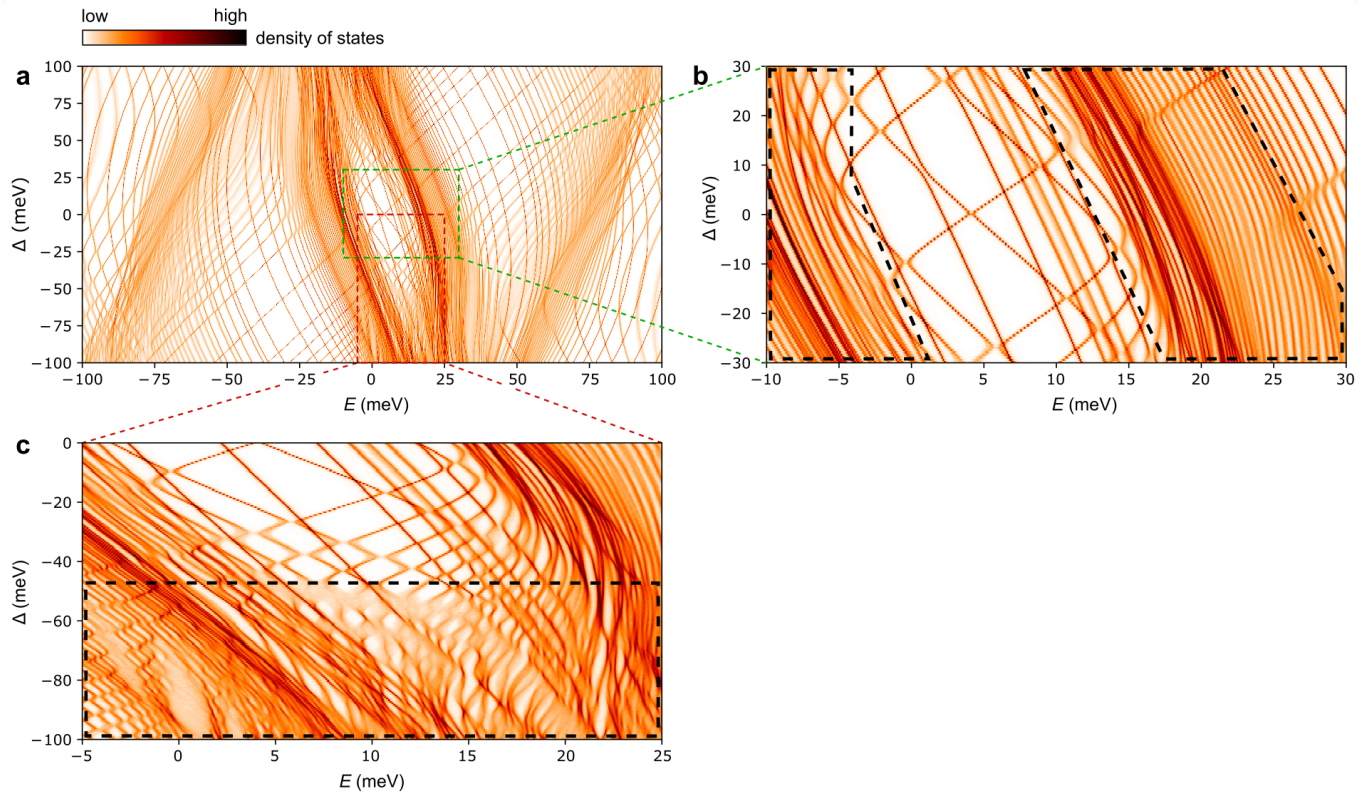 low high
density of states
a
100
75
50
25
0
−25
−50
−75
−100
Δ (meV)
−100 −75 −50 −25 0 25 50 75 100
E (meV)
b
30
20
10
0
−10
−20
−30
Δ (meV)
−10 −5 0 5 10 15 20 25 30
E (meV)
c
0
−20
−40
−60
−80
−100
Δ (meV)
−5 0 5 10 15 20 25
E (meV)